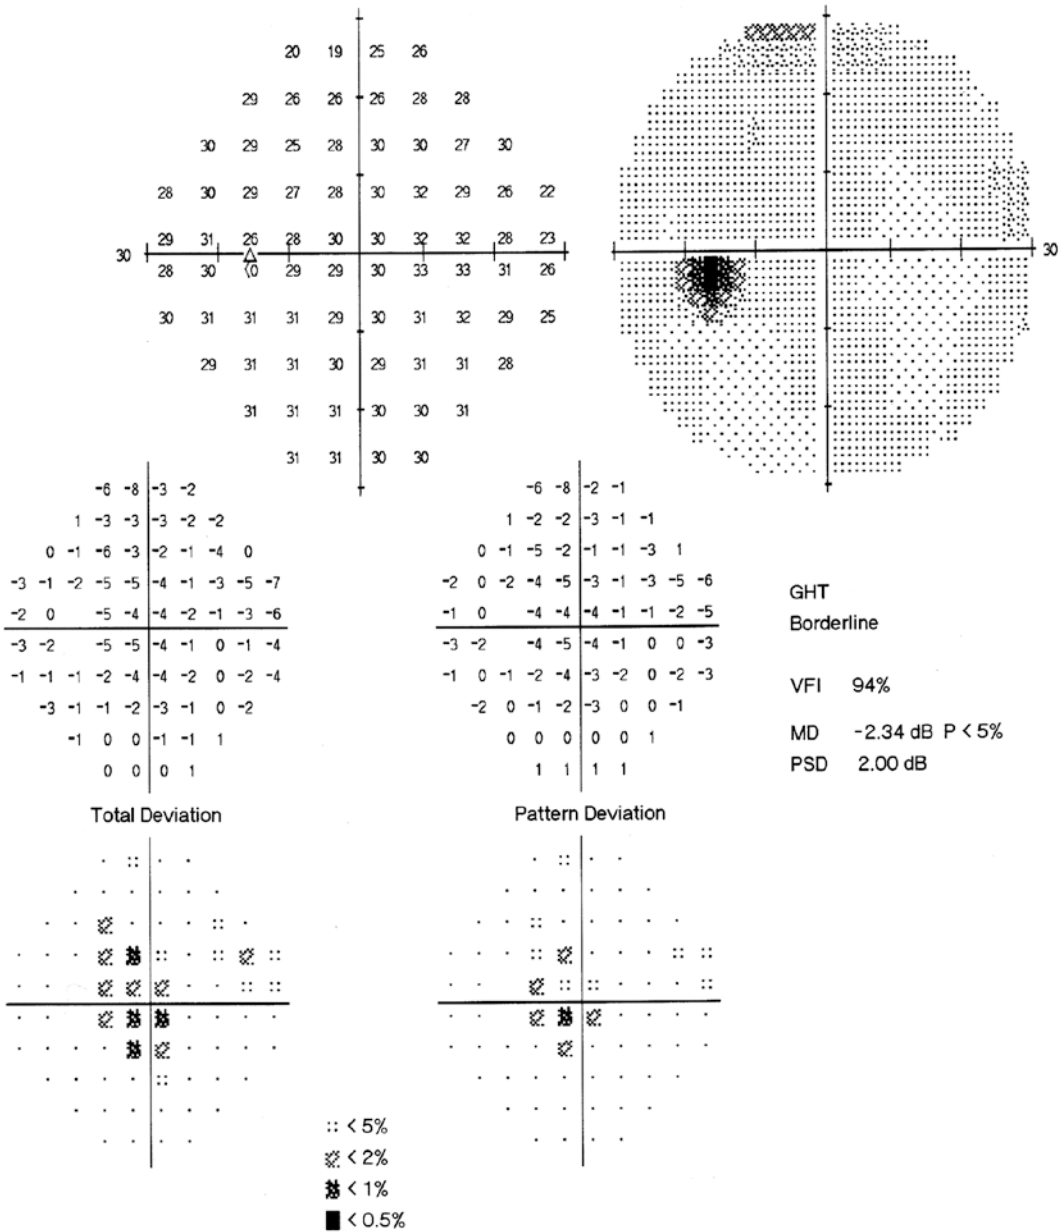 20 19 25 26
29 26 26 26 28 28
30 29 25 28 30 30 27 30
28 30 29 27 28 30 32 29 26 22
29 31 26 28 30 30 32 32 28 23
30 30
28 30 <0 29 29 30 33 33 31 26
30 31 31 31 29 30 31 32 29 25
29 31 31 30 29 31 31 28
31 31 31 30 30 31
31 31 30 30
-6 -8 -3 -2
1 -3 -3 -3 -2 -2
0 -1 -6 -3 -2 -1 -4 0
-3 -1 -2 -5 -5 -4 -1 -3 -5 -7
-2 0 -5 -4 -4 -2 -1 -3 -6
-3 -2 -5 -5 -4 -1 0 -1 -4
-1 -1 -1 -2 -4 -4 -2 0 -2 -4
-3 -1 -1 -2 -3 -1 0 -2
-1 0 0 -1 -1 1
0 0 0 1
Total Deviation
-6 -8 -2 -1
1 -2 -2 -3 -1 -1
0 -1 -5 -2 -1 -1 -3 1
-2 0 -2 -4 -5 -3 -1 -3 -5 -6
-1 0 -4 -4 -4 -1 -1 -2 -5
-3 -2 -4 -5 -4 -1 0 0 -3
-1 0 -1 -2 -4 -3 -2 0 -2 -3
-2 0 -1 -2 -3 0 0 -1
0 0 0 0 0 1
1 1 1 1
Pattern Deviation
GHT
Borderline
VFI 94%
MD -2.34 dB P < 5%
PSD 2.00 dB
< 5%
< 2%
< 1%
< 0.5%